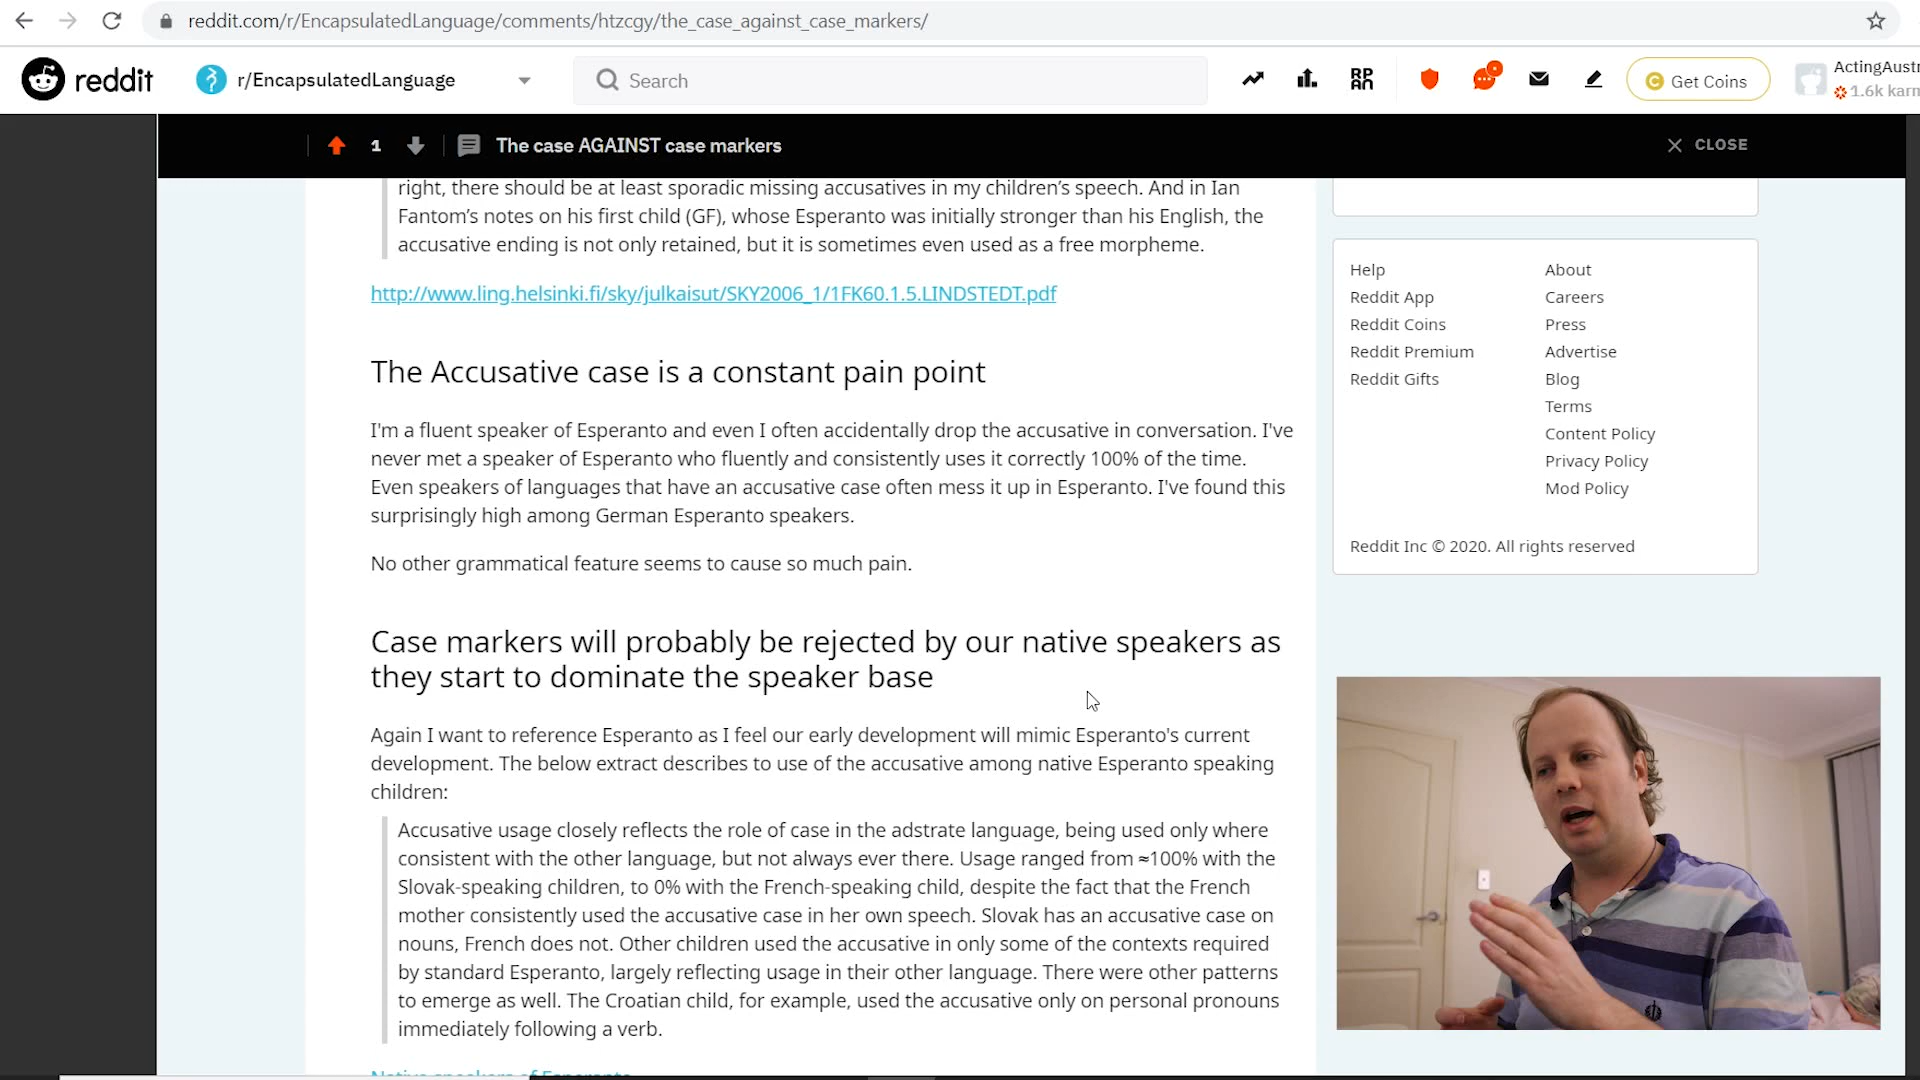 reddit.com/r/EncapsulatedLanguage/comments/htzcgy/the_case_against_case_markers/
reddit
r/EncapsulatedLanguage
Search
RPAN
Get Coins
ActingAustr
1.6k karm
1
The case AGAINST case markers
CLOSE
right, there should be at least sporadic missing accusatives in my children's speech. And in Ian
Fantom's notes on his first child (GF), whose Esperanto was initially stronger than his English, the
accusative ending is not only retained, but it is sometimes even used as a free morpheme.
http://www.ling.helsinki.fi/sky/julkaisut/SKY2006_1/1FK60.1.5.LINDSTEDT.pdf
The Accusative case is a constant pain point
I'm a fluent speaker of Esperanto and even I often accidentally drop the accusative in conversation. I've
never met a speaker of Esperanto who fluently and consistently uses it correctly 100% of the time.
Even speakers of languages that have an accusative case often mess it up in Esperanto. I've found this
surprisingly high among German Esperanto speakers.
No other grammatical feature seems to cause so much pain.
Case markers will probably be rejected by our native speakers as
they start to dominate the speaker base
Again I want to reference Esperanto as I feel our early development will mimic Esperanto's current
development. The below extract describes to use of the accusative among native Esperanto speaking
children:
Accusative usage closely reflects the role of case in the adstrate language, being used only where
consistent with the other language, but not always ever there. Usage ranged from ≈100% with the
Slovak-speaking children, to 0% with the French-speaking child, despite the fact that the French
mother consistently used the accusative case in her own speech. Slovak has an accusative case on
nouns, French does not. Other children used the accusative in only some of the contexts required
by standard Esperanto, largely reflecting usage in their other language. There were other patterns
to emerge as well. The Croatian child, for example, used the accusative only on personal pronouns
immediately following a verb.
Native speakers of Esperanto
Help
Reddit App
Reddit Coins
Reddit Premium
Reddit Gifts
About
Careers
Press
Advertise
Blog
Terms
Content Policy
Privacy Policy
Mod Policy
Reddit Inc © 2020. All rights reserved